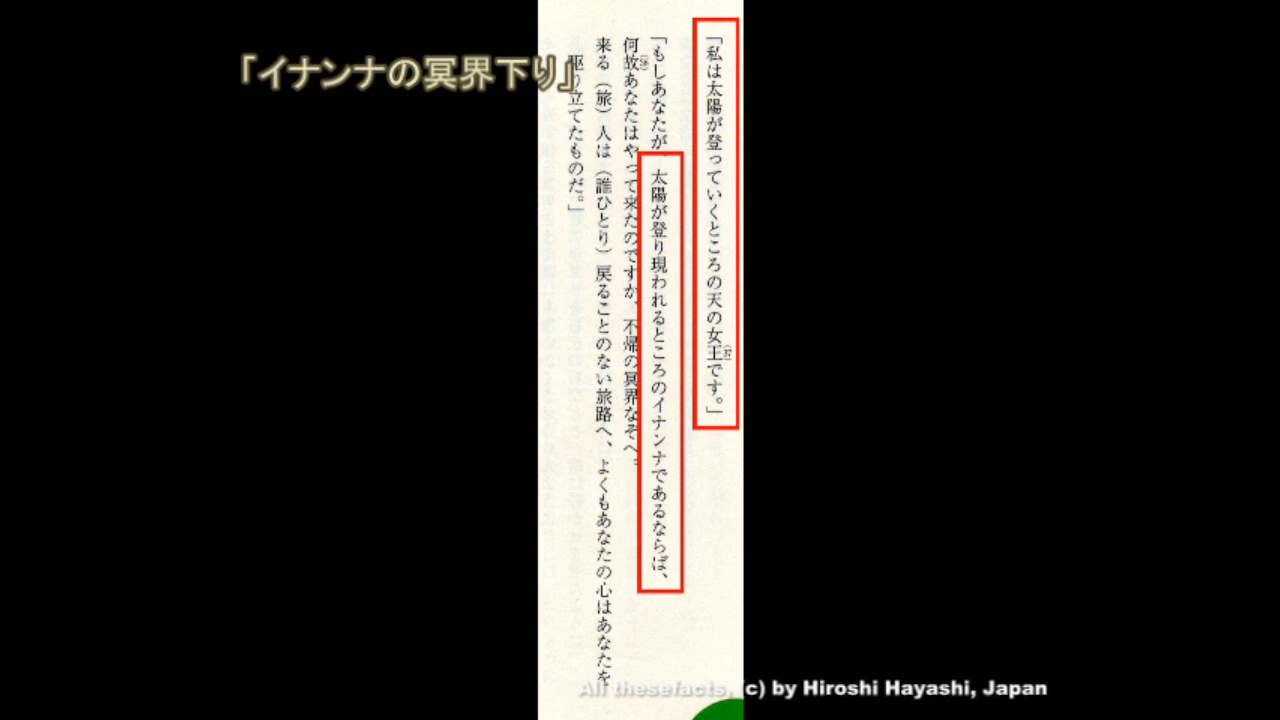 「イナンナの冥界下り」
「私は太陽が登っていくところの天の女王(37)です。」
「もしあなたが、太陽が登り現われるところのイナンナであるならば、
何故(38)あなたはやって来たのですか、不帰の冥界なぞへ。
来る（旅）人は（誰ひとり）戻ることのない旅路へ、よくもあなたの心はあなたを
駆り立てたものだ。」
All thesefacts, (c) by Hiroshi Hayashi, Japan